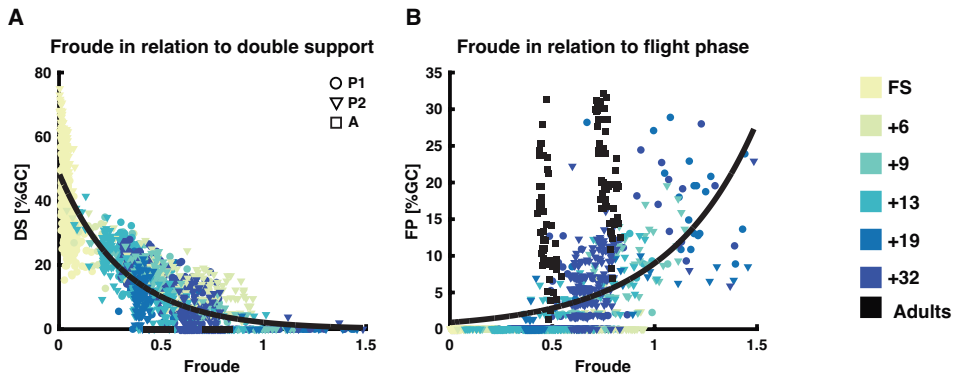 A
Froude in relation to double support
80
60
40
20
0
DS [%GC]
0
0.5
1
1.5
Froude
P1
P2
A
B
Froude in relation to flight phase
35
30
25
20
15
10
5
0
FP [%GC]
0
0.5
1
1.5
Froude
FS
+6
+9
+13
+19
+32
Adults